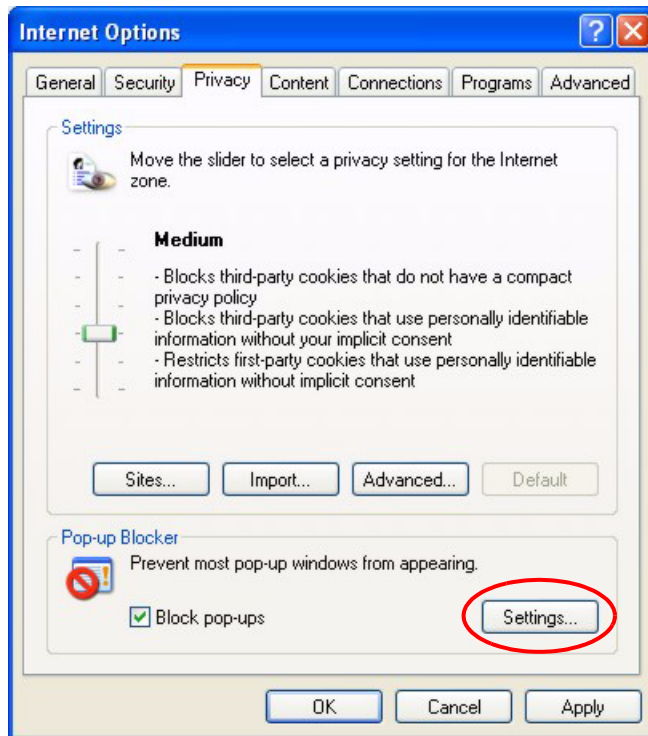 Internet Options
General Security Privacy Content Connections Programs Advanced
Settings
Move the slider to select a privacy setting for the Internet
zone.
Medium
- Blocks third-party cookies that do not have a compact
privacy policy
- Blocks third-party cookies that use personally identifiable
information without your implicit consent
- Restricts first-party cookies that use personally identifiable
information without implicit consent
Sites... Import... Advanced... Default
Pop-up Blocker
Prevent most pop-up windows from appearing.
Block pop-ups Settings...
OK Cancel Apply